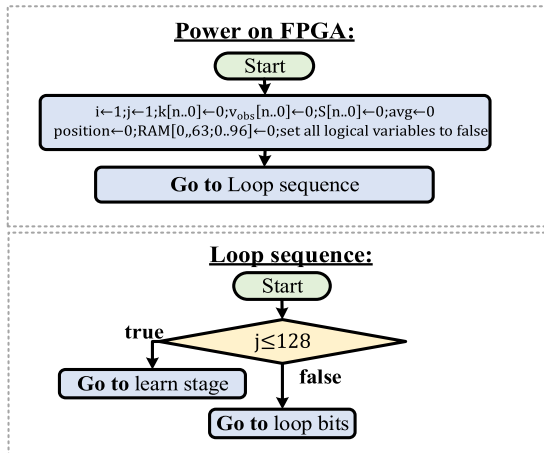 Power on FPGA:
Start
i←1;j←1;k[n..0]←0;v_obs[n..0]←0;S[n..0]←0;avg←0
position←0;RAM[0,,63;0..96]←0;set all logical variables to false
Go to Loop sequence
Loop sequence:
Start
j≤128
true
false
Go to learn stage
Go to loop bits